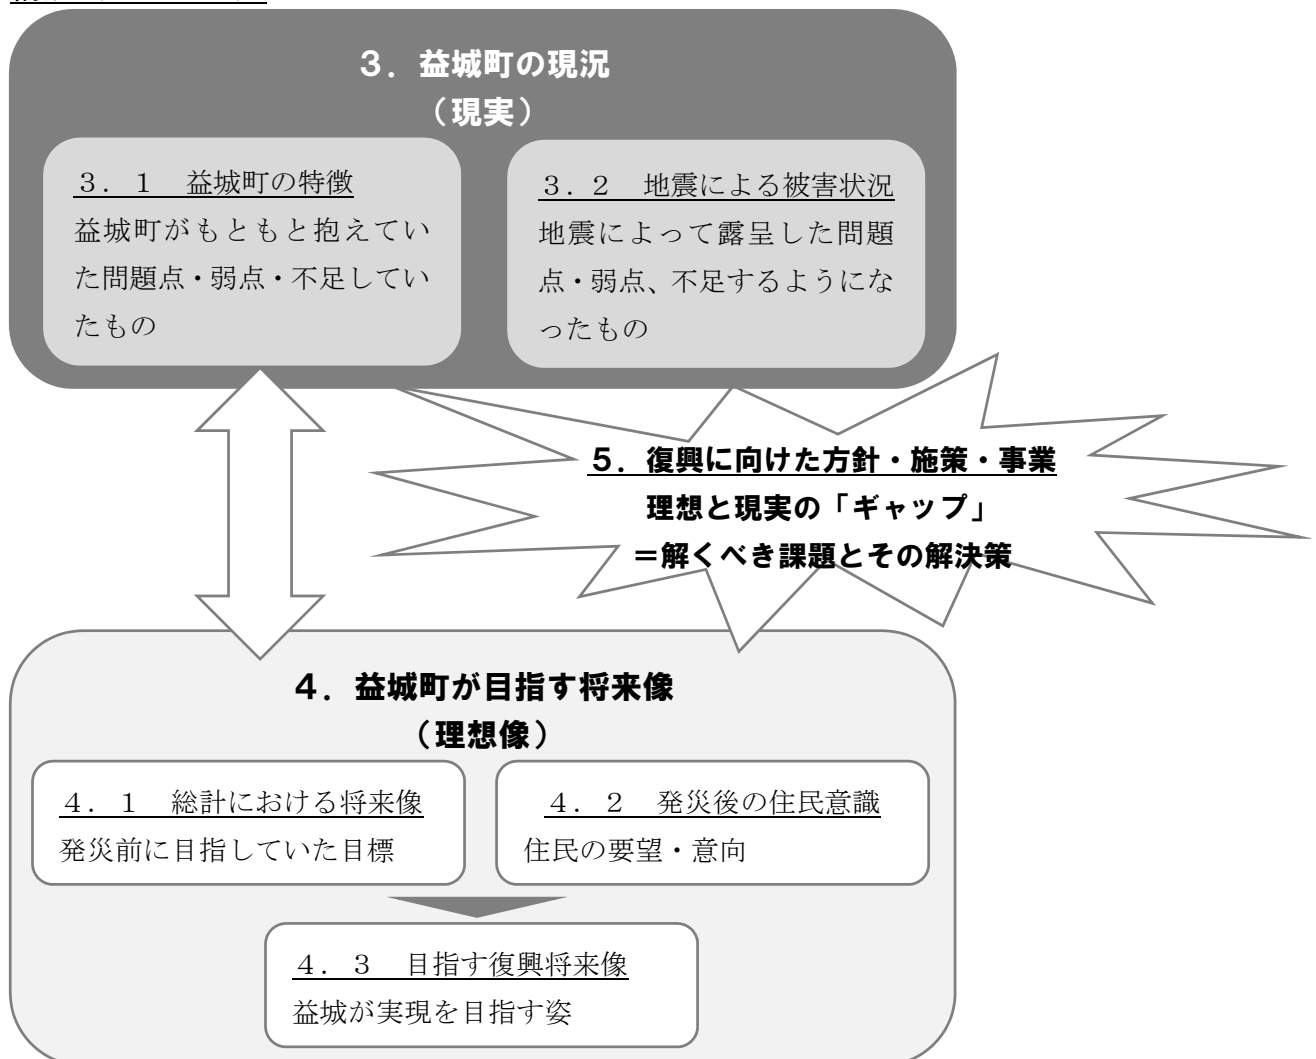 ３．益城町の現況
（現実）
３．１　益城町の特徴
益城町がもともと抱えてい
た問題点・弱点・不足してい
たもの
３．２　地震による被害状況
地震によって露呈した問題
点・弱点、不足するようにな
ったもの
５．復興に向けた方針・施策・事業
理想と現実の「ギャップ」
＝解くべき課題とその解決策
４．益城町が目指す将来像
（理想像）
４．１　総計における将来像
発災前に目指していた目標
４．２　発災後の住民意識
住民の要望・意向
４．３　目指す復興将来像
益城が実現を目指す姿